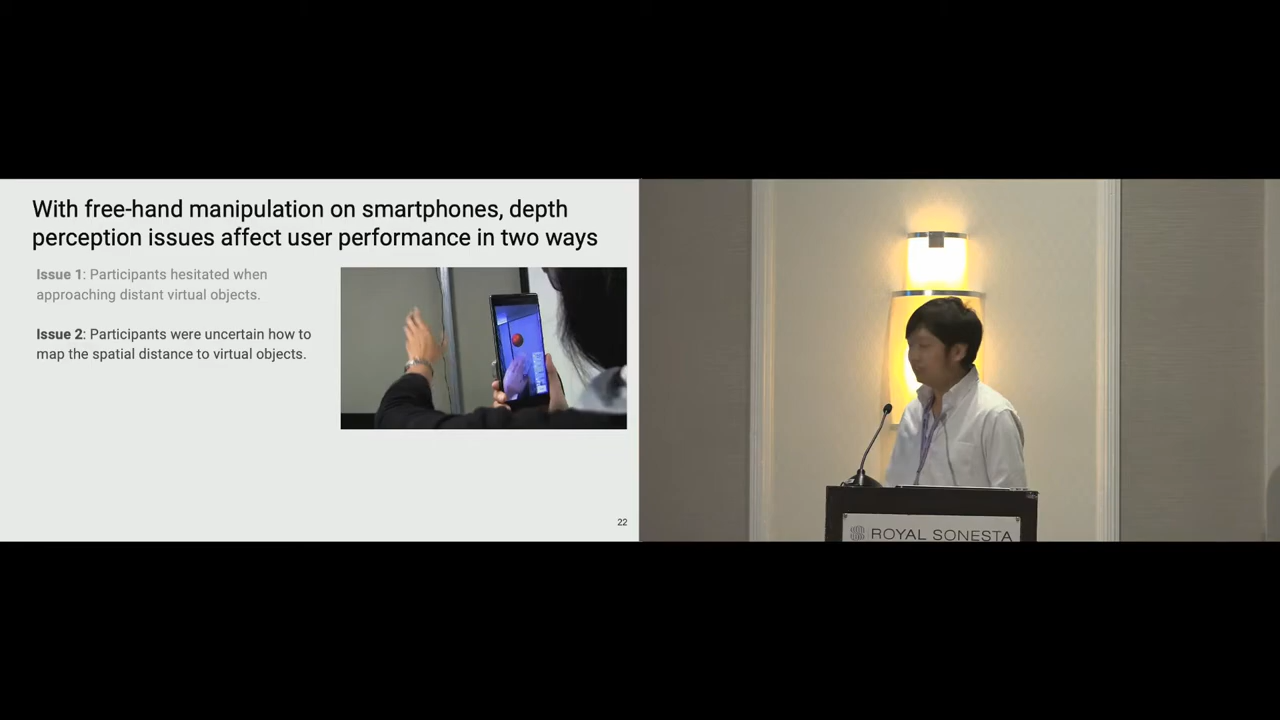 With free-hand manipulation on smartphones, depth
perception issues affect user performance in two ways
Issue 1: Participants hesitated when
approaching distant virtual objects.
Issue 2: Participants were uncertain how to
map the spatial distance to virtual objects.
22
ROYAL SONESTA